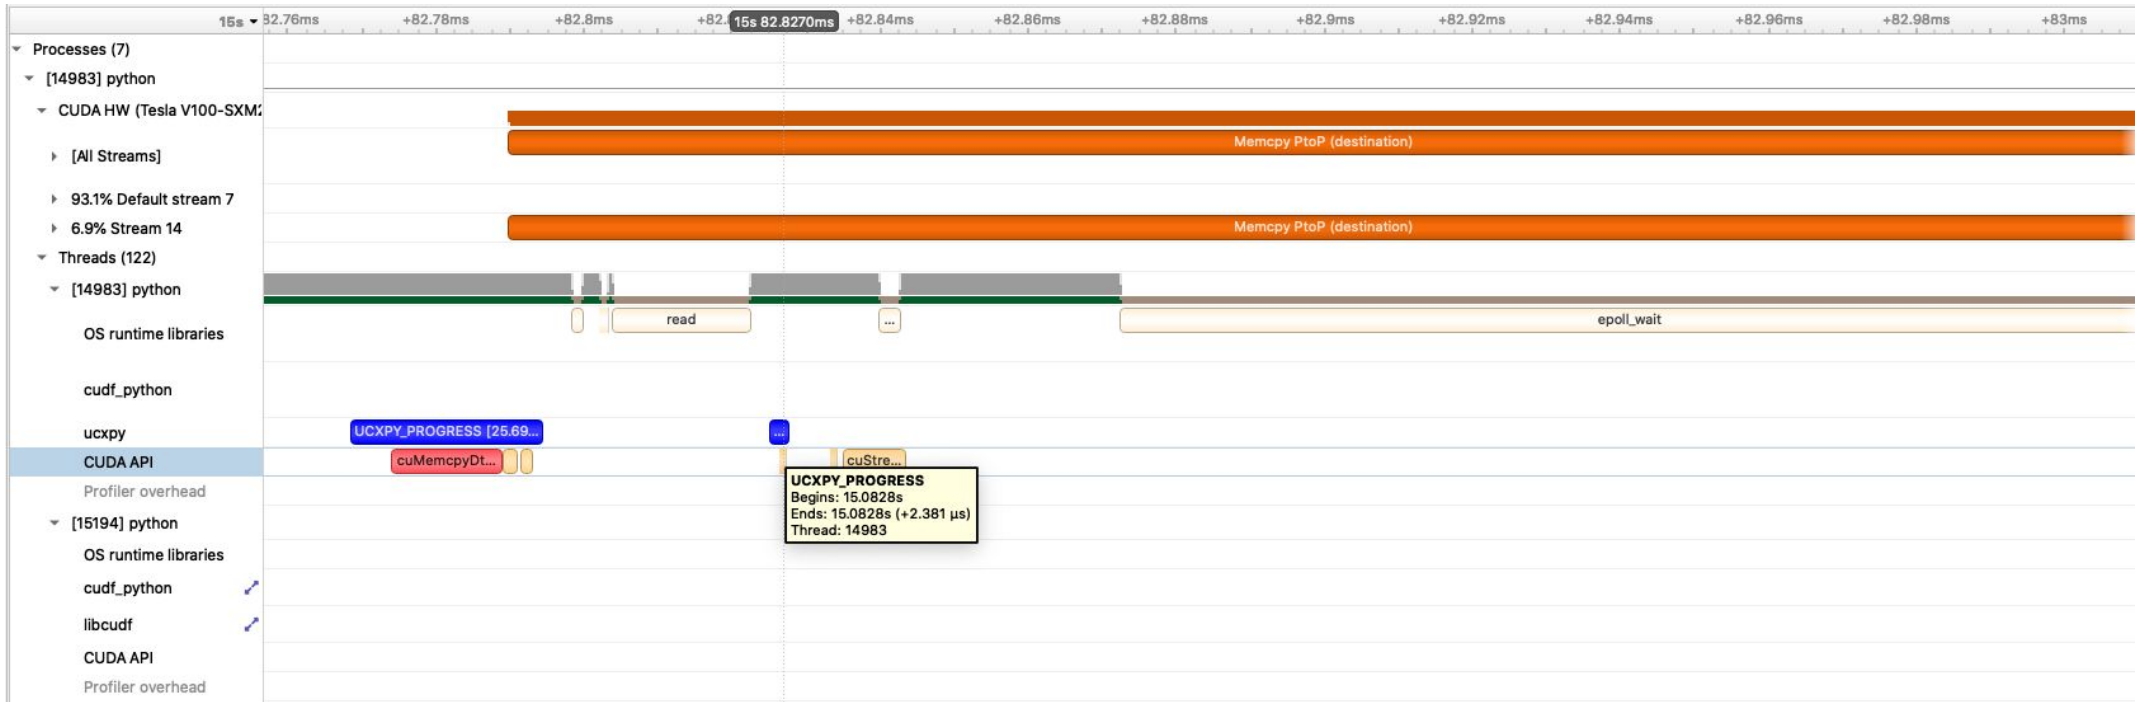 15s 82.76ms +82.78ms +82.8ms +82. 15s 82.8270ms +82.84ms +82.86ms +82.88ms +82.9ms +82.92ms +82.94ms +82.96ms +82.98ms +83ms
Processes (7)
[14983] python
CUDA HW (Tesla V100-SXM2
Memcpy PtoP (destination)
[All Streams]
93.1% Default stream 7
6.9% Stream 14 Memcpy PtoP (destination)
Threads (122)
[14983] python
OS runtime libraries read ... epoll_wait
cudf_python
ucxpy UCXPY_PROGRESS [25.69... ...
CUDA API cuMemcpyDt... cuStre...
UCXPY_PROGRESS
Begins: 15.0828s
Ends: 15.0828s (+2.381 μs)
Thread: 14983
Profiler overhead
[15194] python
OS runtime libraries
cudf_python
libcudf
CUDA API
Profiler overhead